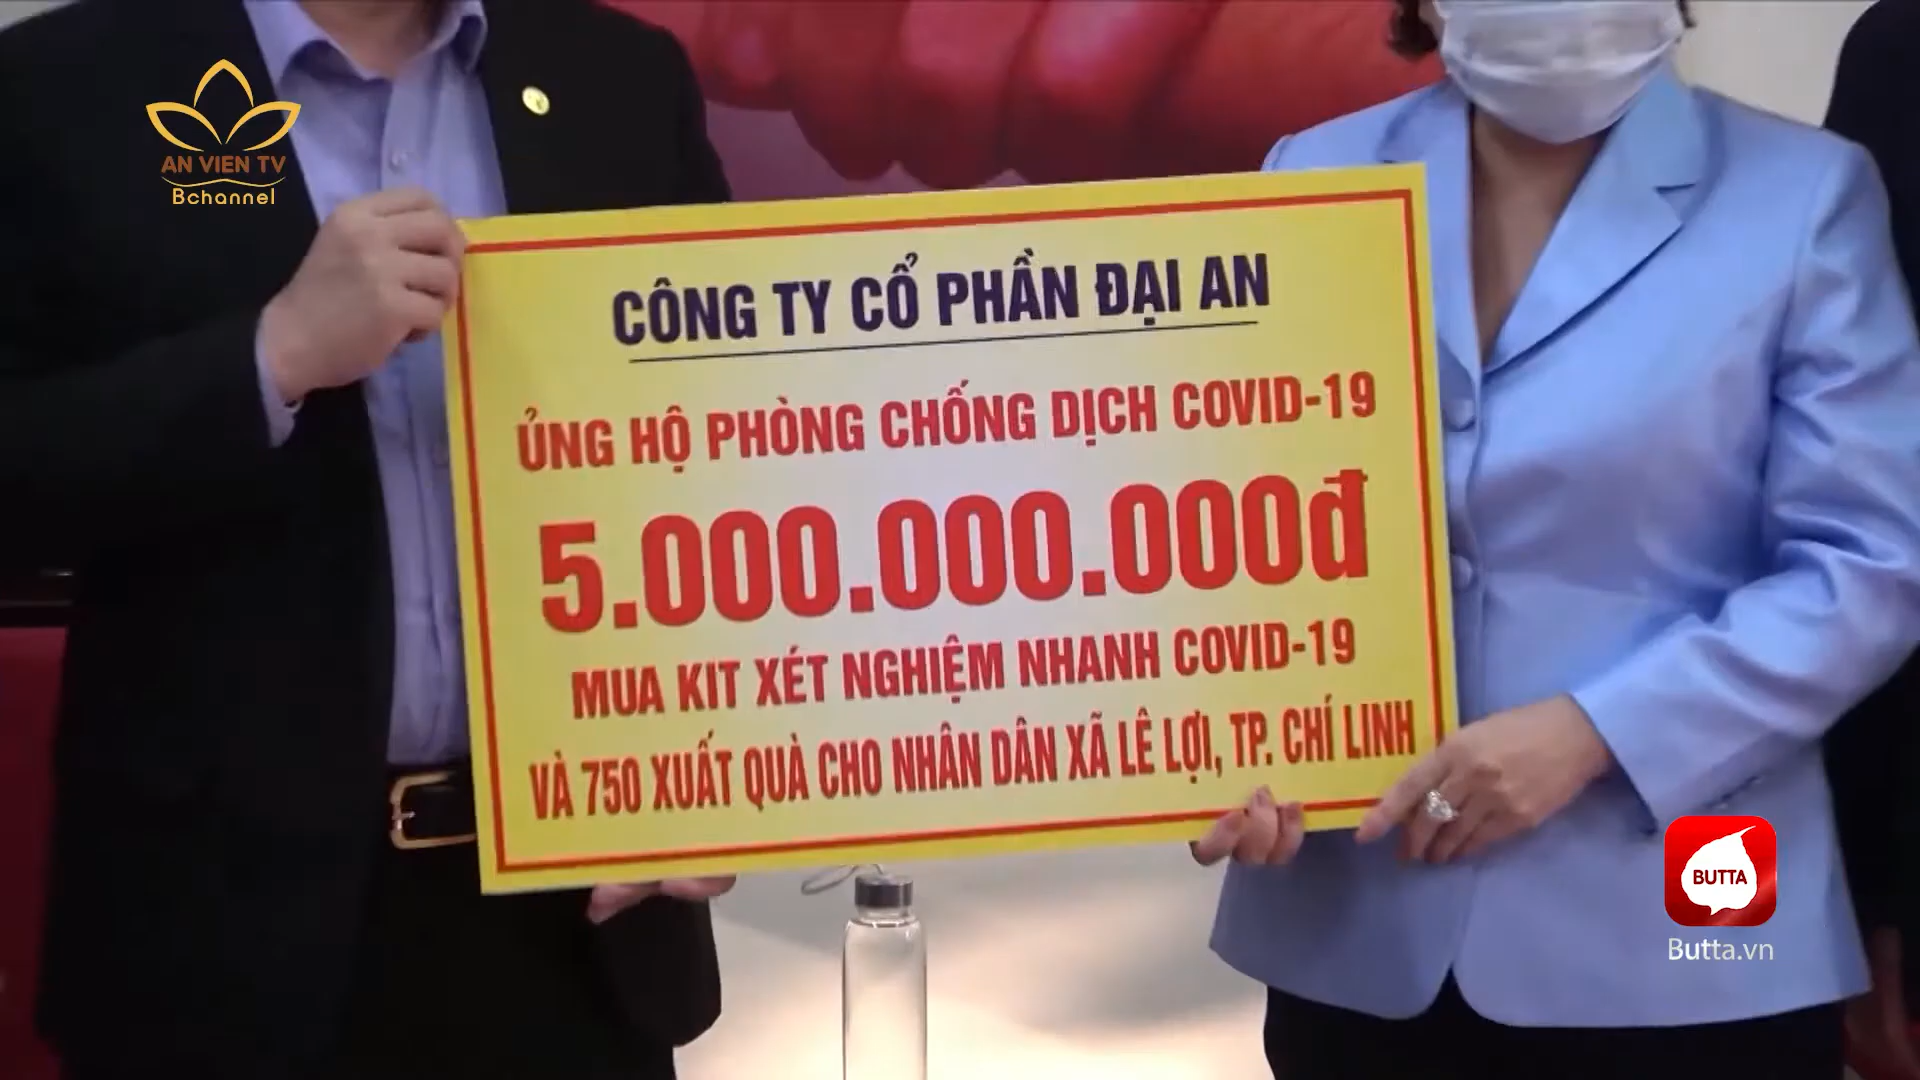 AN VIEN TV
Bchannel
CÔNG TY CỔ PHẦN ĐẠI AN
ỦNG HỘ PHÒNG CHỐNG DỊCH COVID-19
5.000.000.000đ
MUA KIT XÉT NGHIỆM NHANH COVID-19
VÀ 750 XUẤT QUÀ CHO NHÂN DÂN XÃ LÊ LỢI, TP. CHÍ LINH
BUTTA
Butta.vn